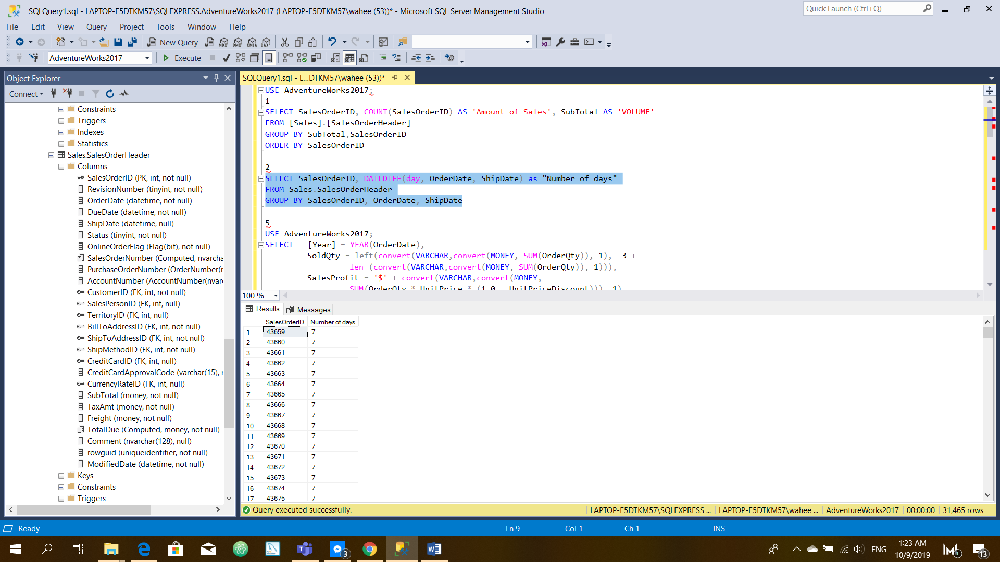 SQLQuery1.sql - LAPTOP-E5DTKM57\SQLEXPRESS.AdventureWorks2017 (LAPTOP-E5DTKM57\wahee (53))* - Microsoft SQL Server Management Studio
Quick Launch (Ctrl+Q)
File Edit View Query Project Tools Window Help
New Query MDX DMX XMLA DAX
AdventureWorks2017 Execute
Object Explorer
Connect
Constraints
Triggers
Indexes
Statistics
Sales.SalesOrderHeader
Columns
SalesOrderID (PK, int, not null)
RevisionNumber (tinyint, not null)
OrderDate (datetime, not null)
DueDate (datetime, not null)
ShipDate (datetime, null)
Status (tinyint, not null)
OnlineOrderFlag (Flag(bit), not null)
SalesOrderNumber (Computed, nvarcha
PurchaseOrderNumber (OrderNumber(r
AccountNumber (AccountNumber(nvarc
CustomerID (FK, int, not null)
SalesPersonID (FK, int, null)
TerritoryID (FK, int, null)
BillToAddressID (FK, int, not null)
ShipToAddressID (FK, int, not null)
ShipMethodID (FK, int, not null)
CreditCardID (FK, int, null)
CreditCardApprovalCode (varchar(15), r
CurrencyRateID (FK, int, null)
SubTotal (money, not null)
TaxAmt (money, not null)
Freight (money, not null)
TotalDue (Computed, money, not null)
Comment (nvarchar(128), null)
rowguid (uniqueidentifier, not null)
ModifiedDate (datetime, not null)
Keys
Constraints
Triggers
SQLQuery1.sql - L...DTKM57\wahee (53))*
USE AdventureWorks2017;
1
SELECT SalesOrderID, COUNT(SalesOrderID) AS 'Amount of Sales', SubTotal AS 'VOLUME'
FROM [Sales].[SalesOrderHeader]
GROUP BY SubTotal,SalesOrderID
ORDER BY SalesOrderID
2
SELECT SalesOrderID, DATEDIFF(day, OrderDate, ShipDate) as "Number of days"
FROM Sales.SalesOrderHeader
GROUP BY SalesOrderID, OrderDate, ShipDate
5
USE AdventureWorks2017;
SELECT [Year] = YEAR(OrderDate),
SoldQty = left(convert(VARCHAR,convert(MONEY, SUM(OrderQty)), 1), -3 +
len (convert(VARCHAR,convert(MONEY, SUM(OrderQty)), 1))),
SalesProfit = '$' + convert(VARCHAR,convert(MONEY,
SUM(OrderQty * UnitPrice * (1.0 - UnitPriceDiscount))), 1)
100 %
Results Messages
SalesOrderID Number of days
1 43659 7
2 43660 7
3 43661 7
4 43662 7
5 43663 7
6 43664 7
7 43665 7
8 43666 7
9 43667 7
10 43668 7
11 43669 7
12 43670 7
13 43671 7
14 43672 7
15 43673 7
16 43674 7
17 43675 7
Query executed successfully. LAPTOP-E5DTKM57\SQLEXPRESS ... LAPTOP-E5DTKM57\wahee ... AdventureWorks2017 00:00:00 31,465 rows
Ready Ln 9 Col 1 Ch 1 INS
3 ENG 1:23 AM 1 13
10/9/2019